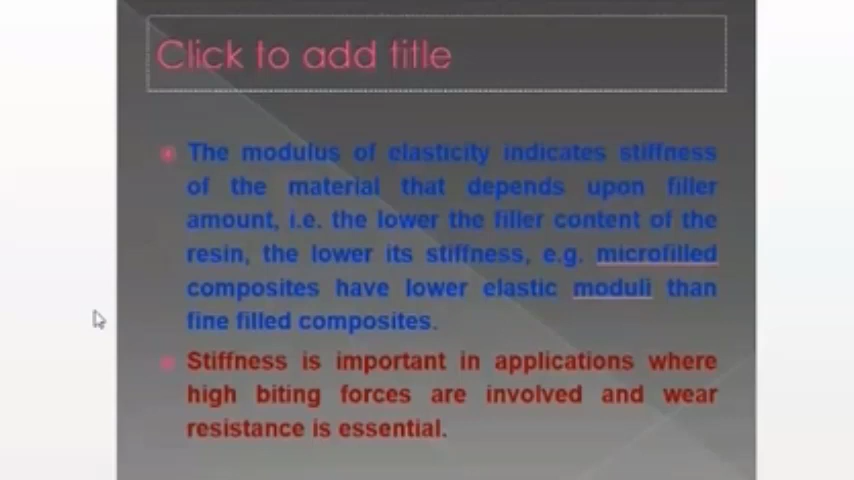 Click to add title
The modulus of elasticity indicates stiffness
of the material that depends upon filler
amount, i.e. the lower the filler content of the
resin, the lower its stiffness, e.g. microfilled
composites have lower elastic moduli than
fine filled composites.
Stiffness is important in applications where
high biting forces are involved and wear
resistance is essential.